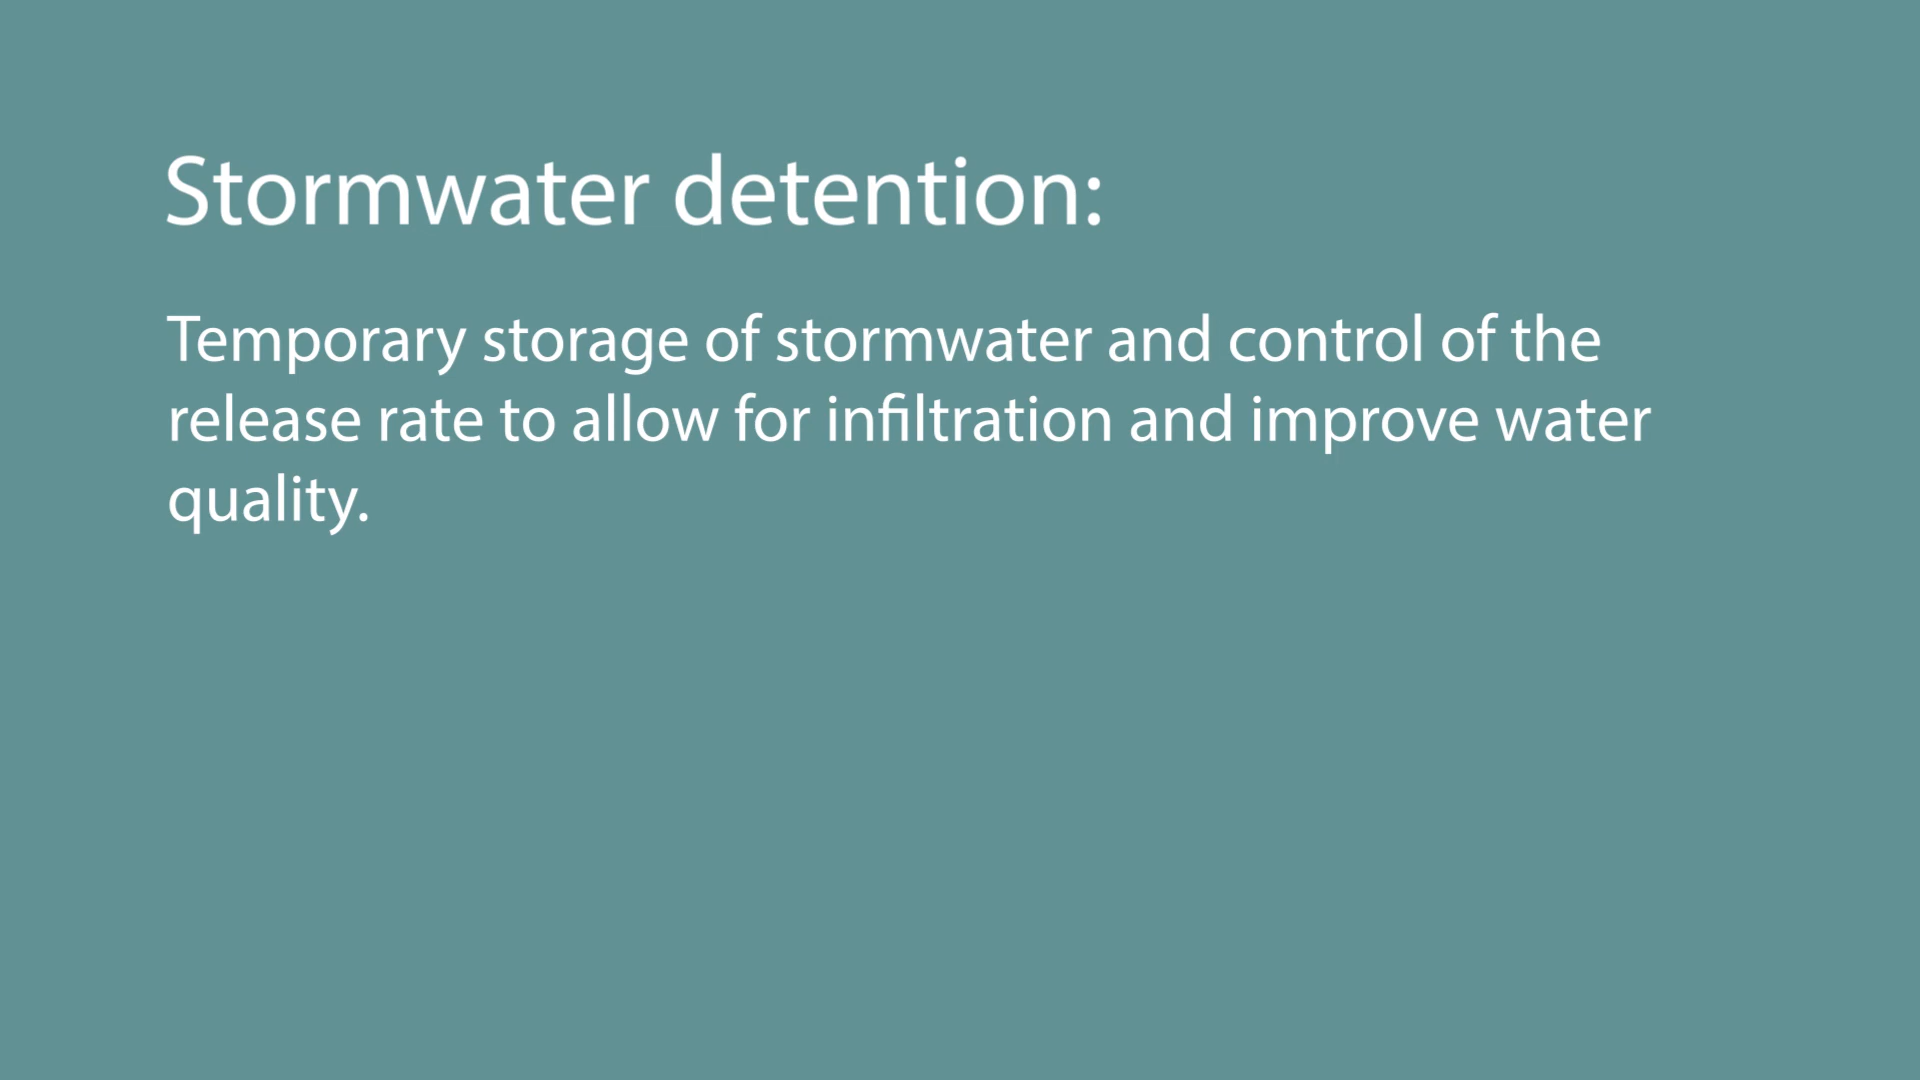 Stormwater detention:
Temporary storage of stormwater and control of the
release rate to allow for infiltration and improve water
quality.